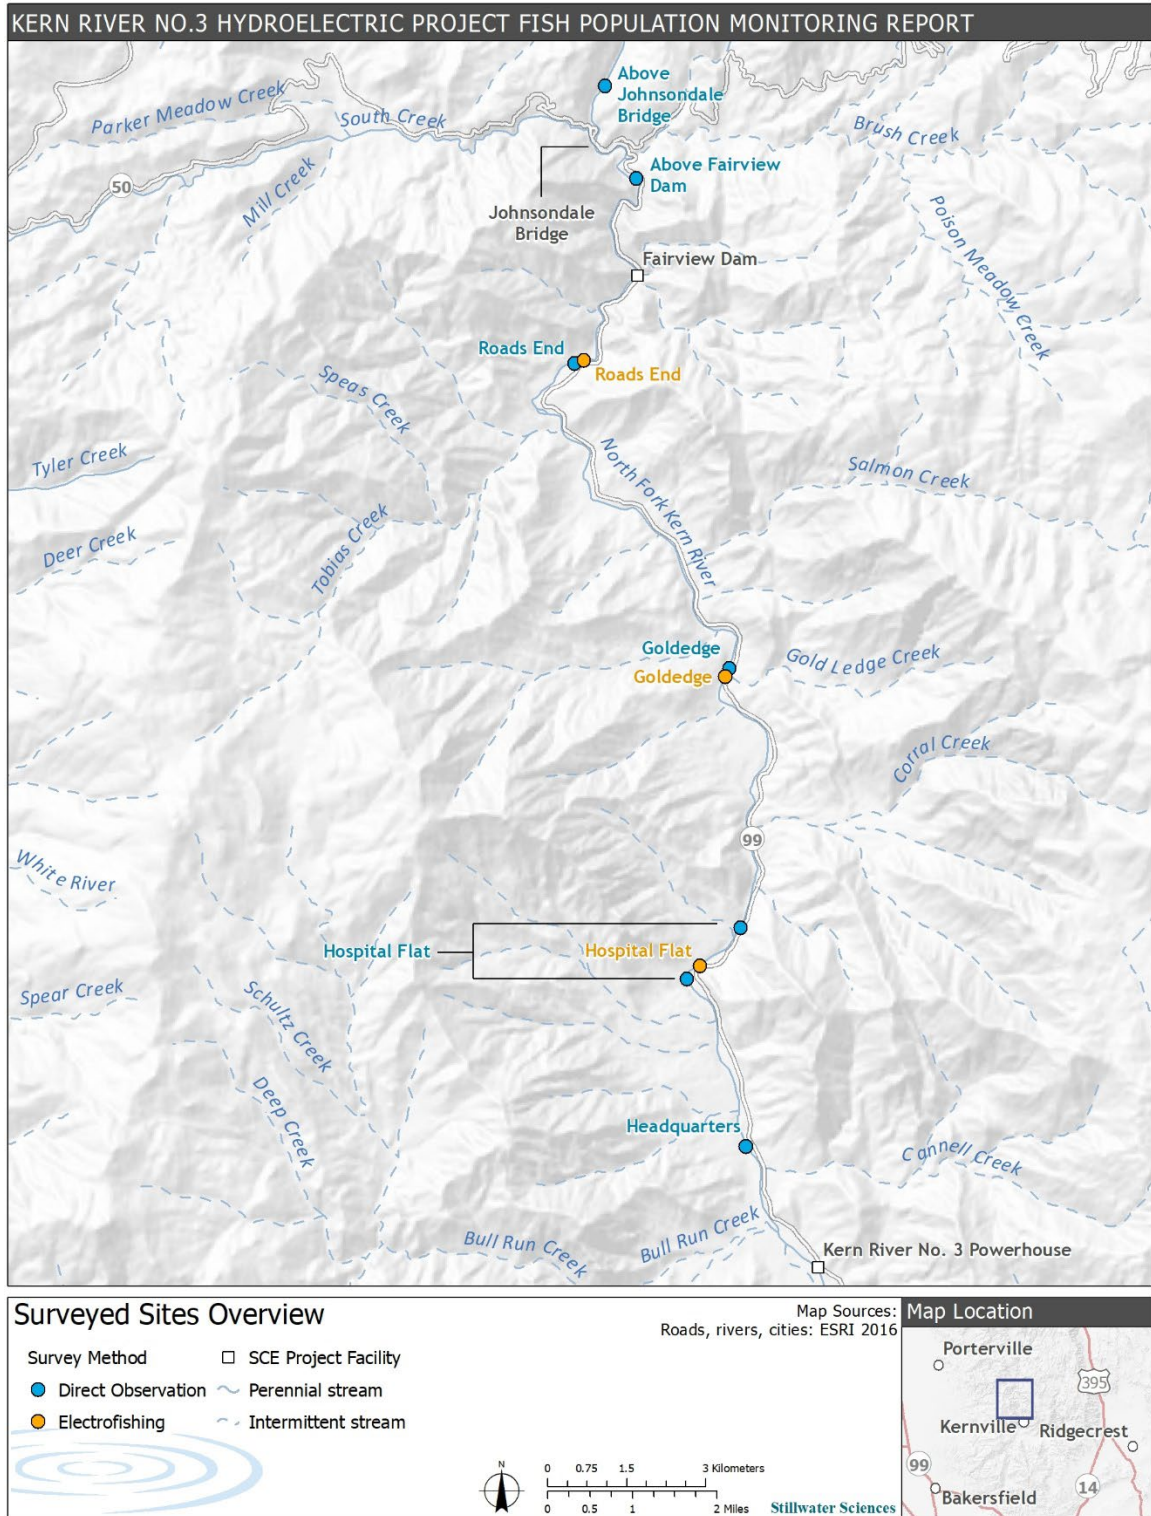 KERN RIVER NO.3 HYDROELECTRIC PROJECT FISH POPULATION MONITORING REPORT
Above
Johnsondale
Bridge
Parker Meadow Creek
South Creek
Brush Creek
Above Fairview
Dam
50
Mill Creek
Johnsondale
Bridge
Poison Meadow Creek
Fairview Dam
Roads End
Roads End
Speas Creek
North Fork Kern River
Tyler Creek
Salmon Creek
Deer Creek
Tobias Creek
Goldedge
Gold Ledge Creek
Goldedge
Corral Creek
99
White River
Hospital Flat
Hospital Flat
Spear Creek
Schultz Creek
Deep Creek
Headquarters
Cannell Creek
Bull Run Creek
Bull Run Creek
Kern River No. 3 Powerhouse
Surveyed Sites Overview
Map Sources:
Roads, rivers, cities: ESRI 2016
Survey Method
SCE Project Facility
Direct Observation
Perennial stream
Electrofishing
Intermittent stream
N
0 0.75 1.5 3 Kilometers
0 0.5 1 2 Miles
Stillwater Sciences
Map Location
Porterville
395
Kernville
Ridgecrest
99
14
Bakersfield